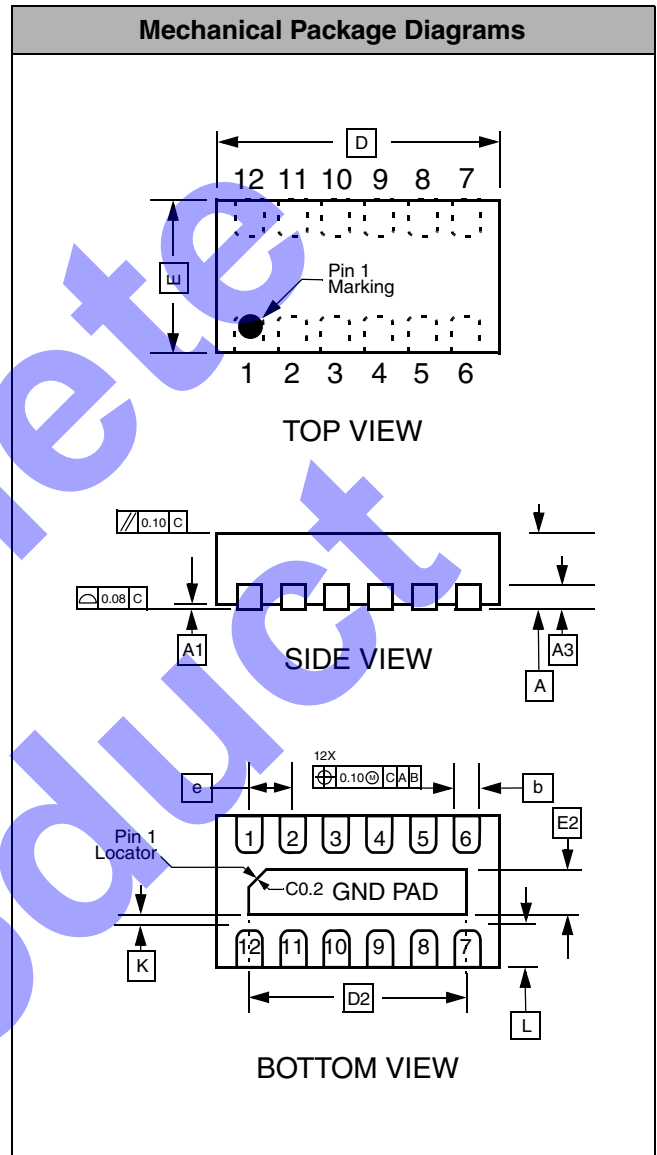 Mechanical Package Diagrams
D
12 11 10 9 8 7
E
Pin 1
Marking
1 2 3 4 5 6
TOP VIEW
// 0.10 C
⌓ 0.08 C
A1
SIDE VIEW
A3
A
12X
e
⌖ 0.10 Ⓜ C A B
b
1 2 3 4 5 6
E2
Pin 1
Locator
C0.2 GND PAD
12 11 10 9 8 7
K
D2
L
BOTTOM VIEW
ete
oduct